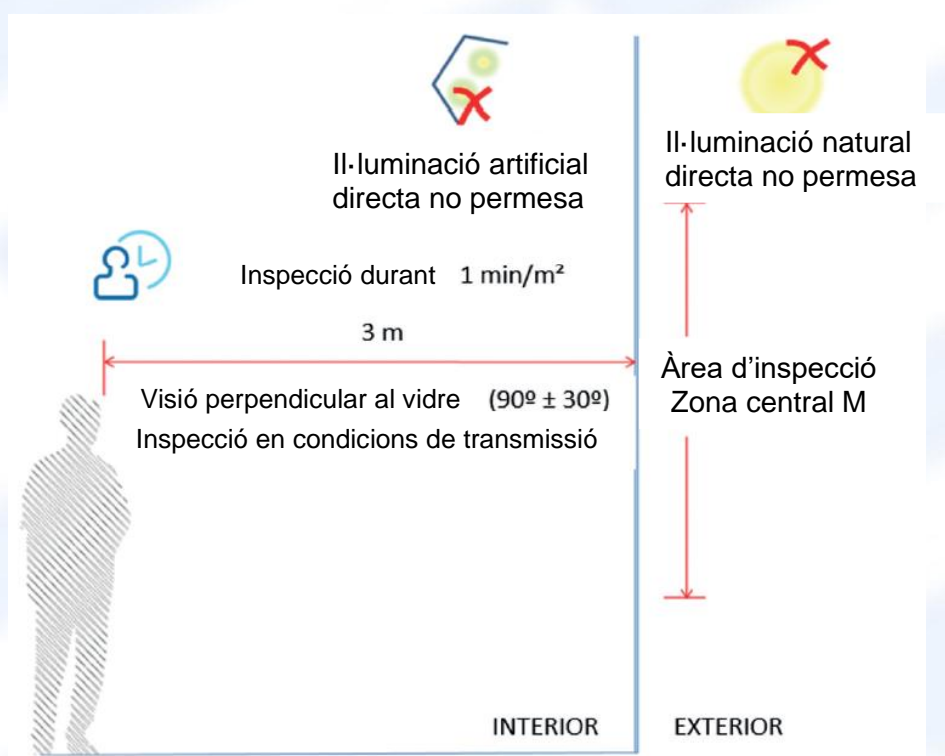 Il·luminació artificial
directa no permesa
Il·luminació natural
directa no permesa
Inspecció durant 1 min/m²
3 m
Visió perpendicular al vidre (90º ± 30º)
Inspecció en condicions de transmissió
Àrea d'inspecció
Zona central M
INTERIOR
EXTERIOR